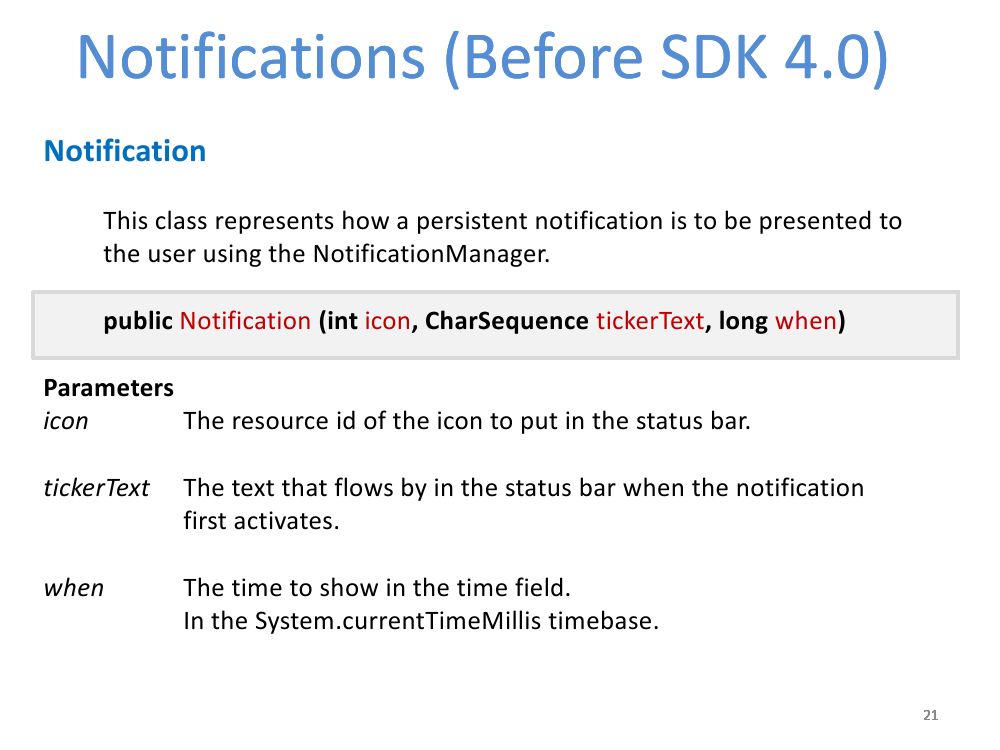 Notifications (Before SDK 4.0)
Notification
This class represents how a persistent notification is to be presented to
the user using the NotificationManager.
public Notification (int icon, CharSequence tickerText, long when)
Parameters
icon The resource id of the icon to put in the status bar.
tickerText The text that flows by in the status bar when the notification
first activates.
when The time to show in the time field.
In the System.currentTimeMillis timebase.
21